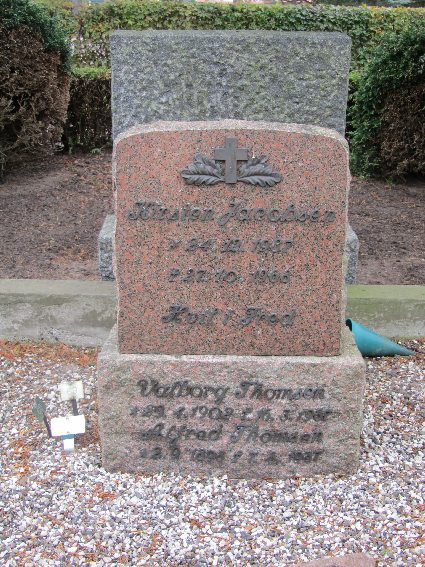 Kirsten Jacobsen
* 24. 12. 1937
† 27. 10. 1966
Hvil i Fred
Valborg Thomsen
Alfred Thomsen